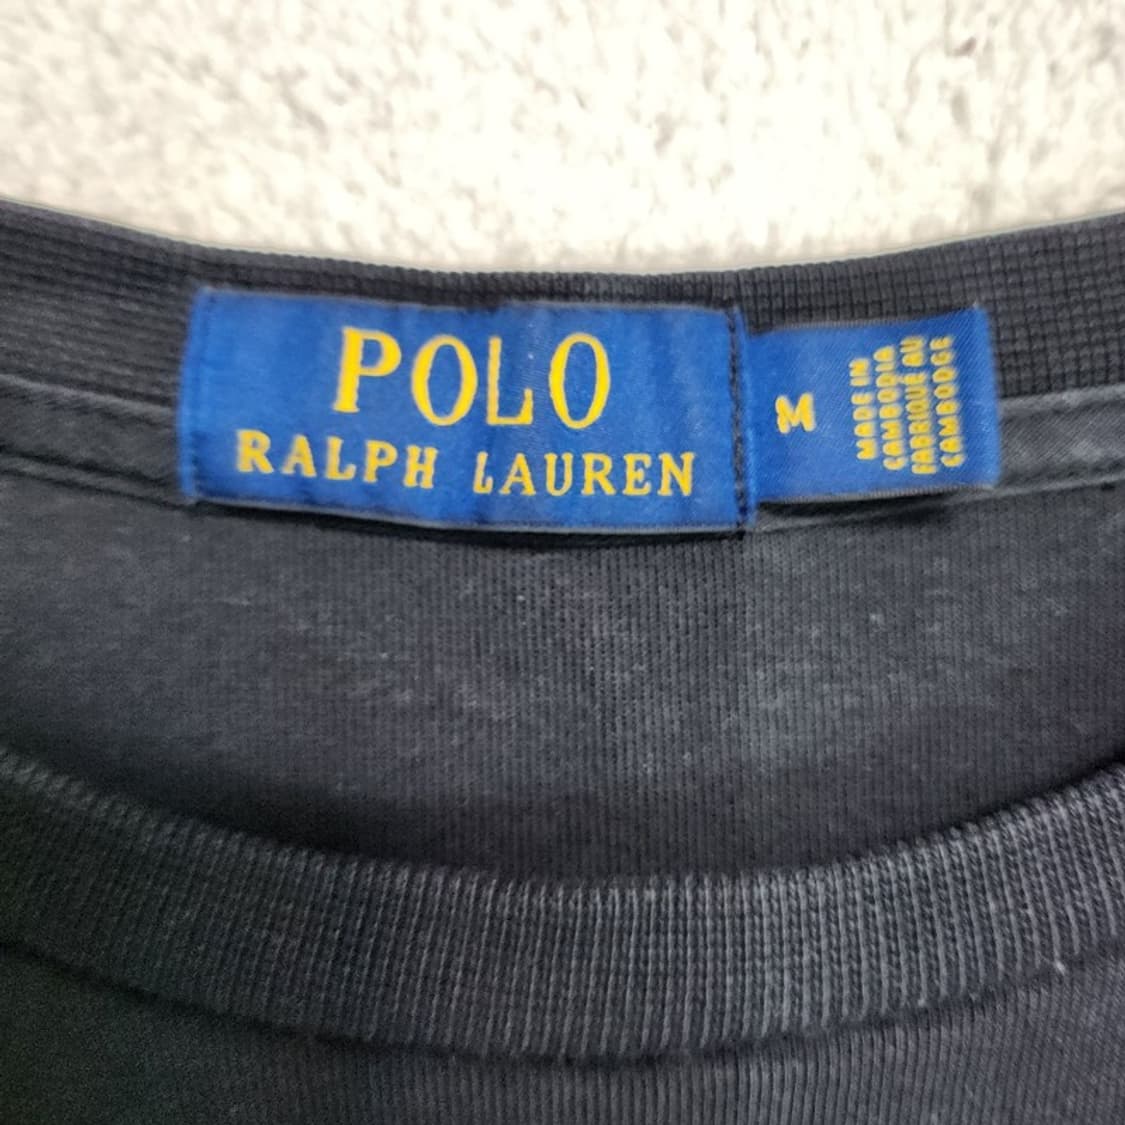 POLO
RALPH LAUREN
M
MADE IN
CAMBODIA
FABRIQUÉ AU
CAMBODGE